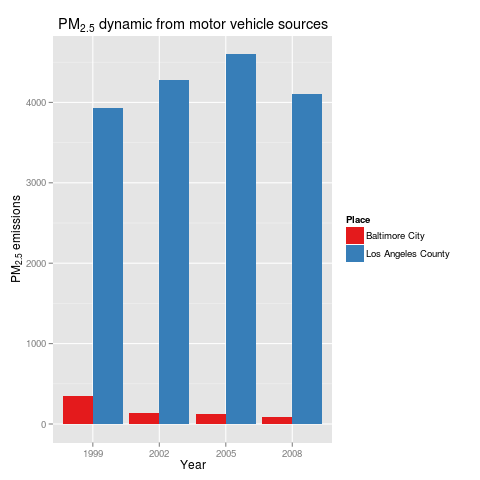 PM2.5 dynamic from motor vehicle sources
PM2.5 emissions
4000
3000
2000
1000
0
1999 2002 2005 2008
Year
Place
Baltimore City
Los Angeles County